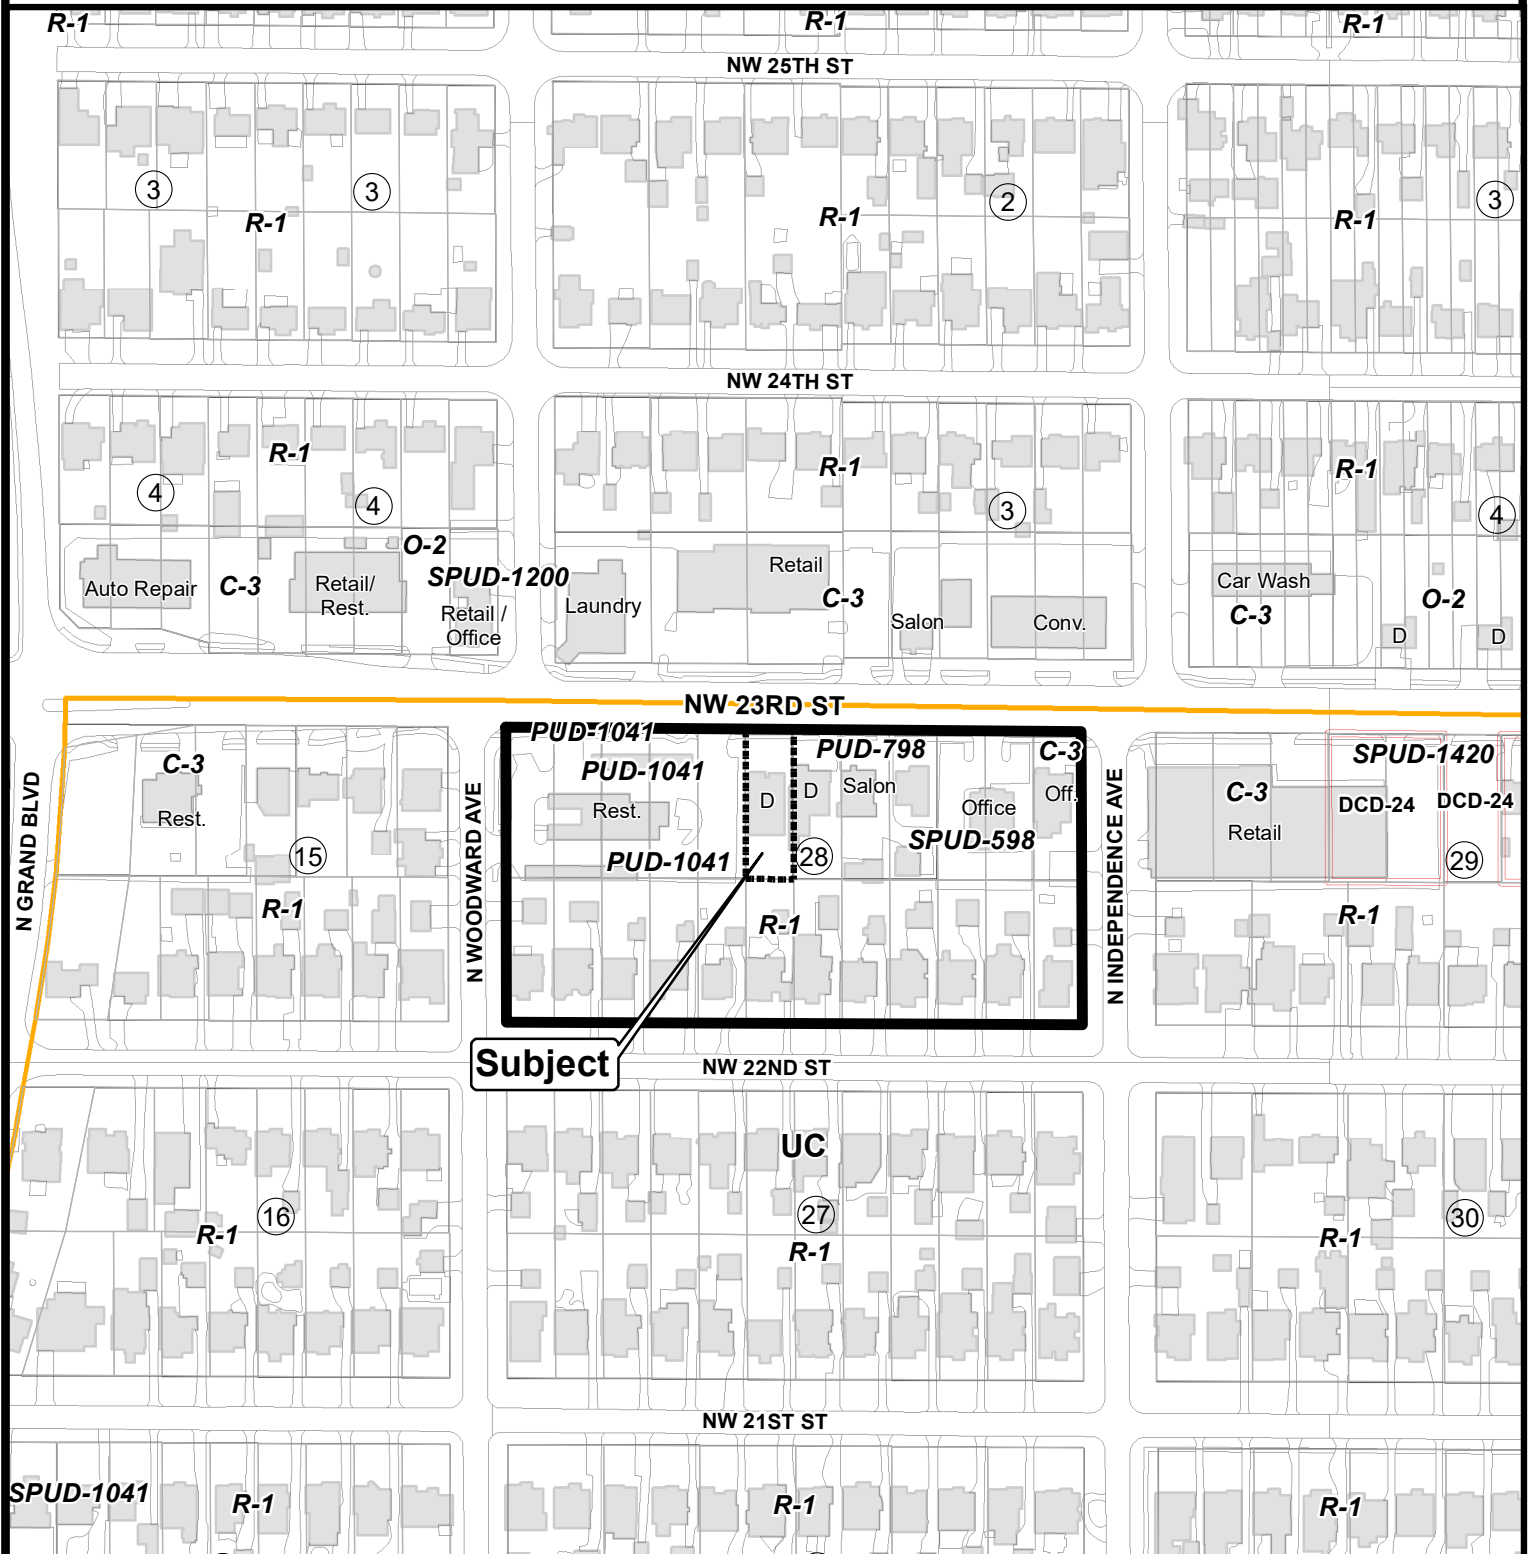 R-1
R-1
R-1
NW 25TH ST
3
3
2
3
R-1
R-1
R-1
NW 24TH ST
R-1
R-1
R-1
4
4
3
4
O-2
Auto Repair
C-3
Retail/
Rest.
SPUD-1200
Retail /
Office
Laundry
Retail
C-3
Salon
Conv.
Car Wash
C-3
O-2
D
D
NW 23RD ST
N GRAND BLVD
C-3
Rest.
15
R-1
N WOODWARD AVE
PUD-1041
PUD-1041
Rest.
PUD-1041
D
D
PUD-798
Salon
28
Office
SPUD-598
C-3
Off.
R-1
N INDEPENDENCE AVE
C-3
Retail
SPUD-1420
DCD-24
DCD-24
29
R-1
Subject
NW 22ND ST
UC
16
R-1
27
R-1
30
R-1
NW 21ST ST
SPUD-1041
R-1
R-1
R-1